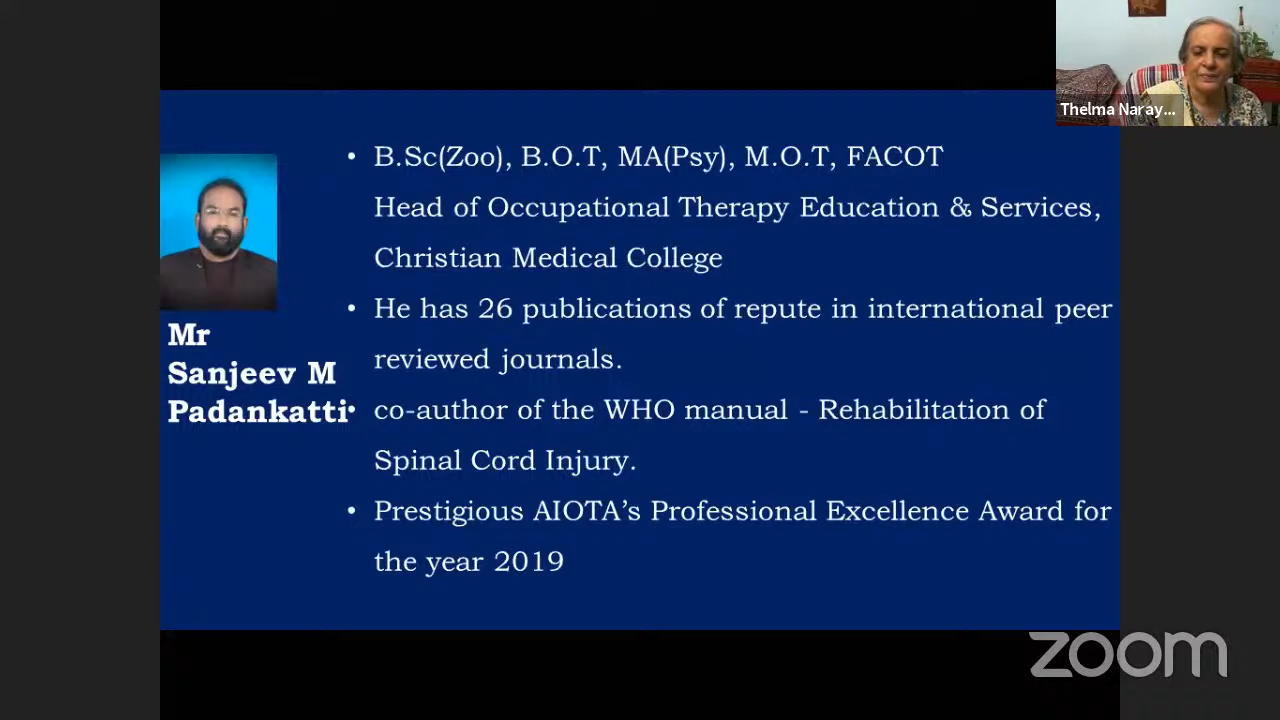 Thelma Naray...
• B.Sc(Zoo), B.O.T, MA(Psy), M.O.T, FACOT
Head of Occupational Therapy Education & Services,
Christian Medical College
• He has 26 publications of repute in international peer
reviewed journals.
Mr
Sanjeev M
Padankatti
• co-author of the WHO manual - Rehabilitation of
Spinal Cord Injury.
• Prestigious AIOTA’s Professional Excellence Award for
the year 2019
zoom